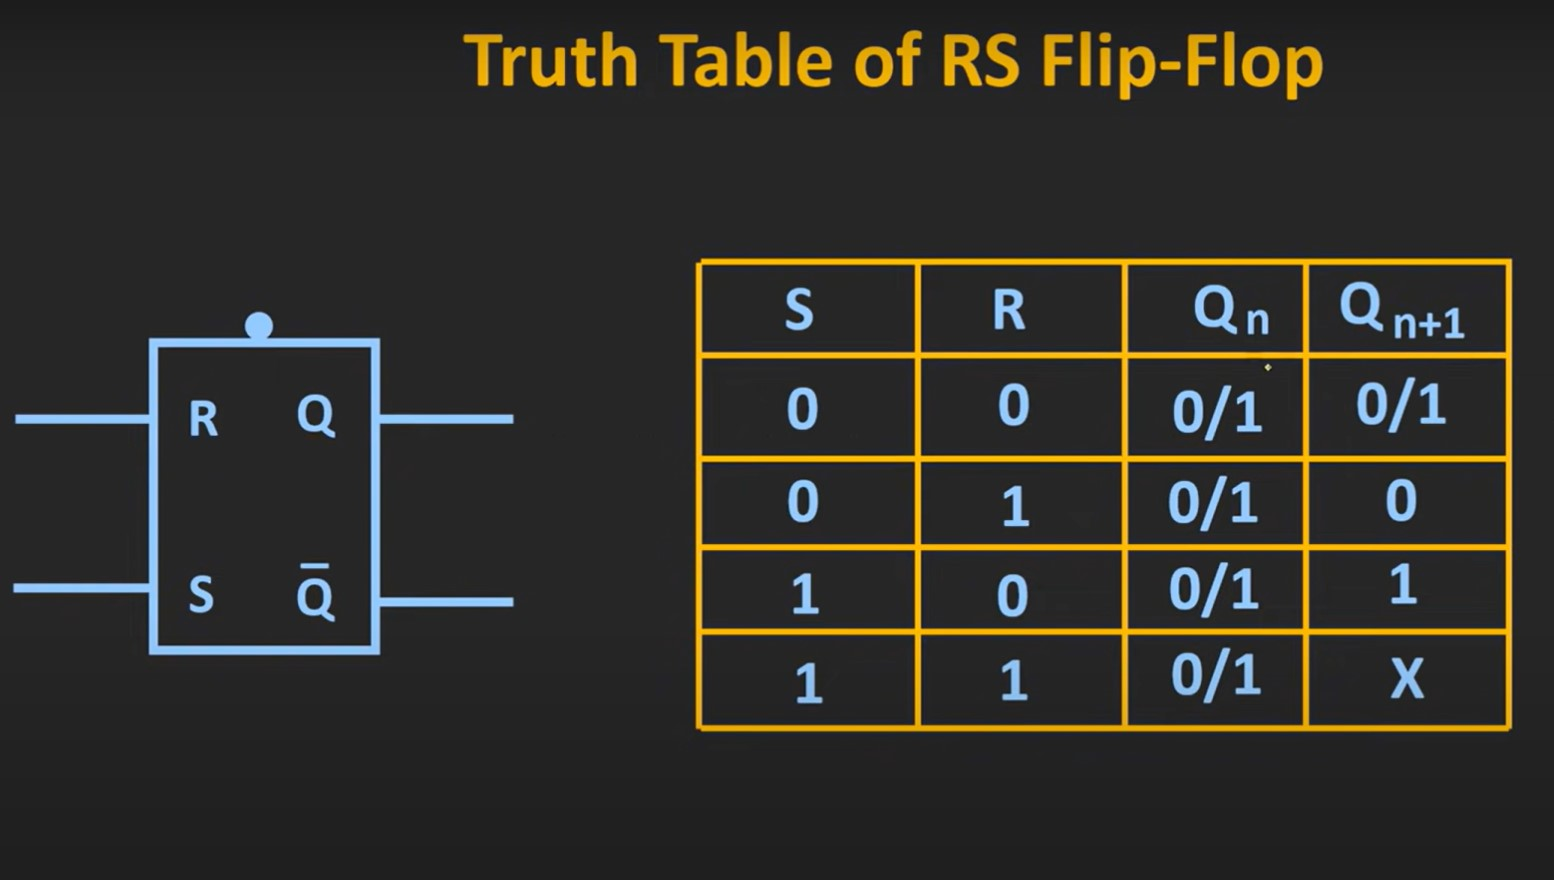 Truth Table of RS Flip-Flop
R Q
S Q̅
S R Qn Qn+1
0 0 0/1 0/1
0 1 0/1 0
1 0 0/1 1
1 1 0/1 X